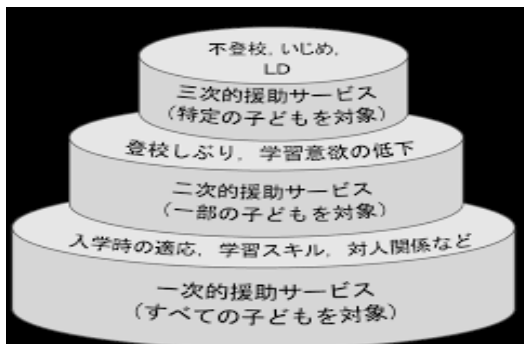 不登校，いじめ，
LD
三次的援助サービス
(特定の子どもを対象)
登校しぶり，学習意欲の低下
二次的援助サービス
(一部の子どもを対象)
入学時の適応，学習スキル，対人関係など
一次的援助サービス
(すべての子どもを対象)